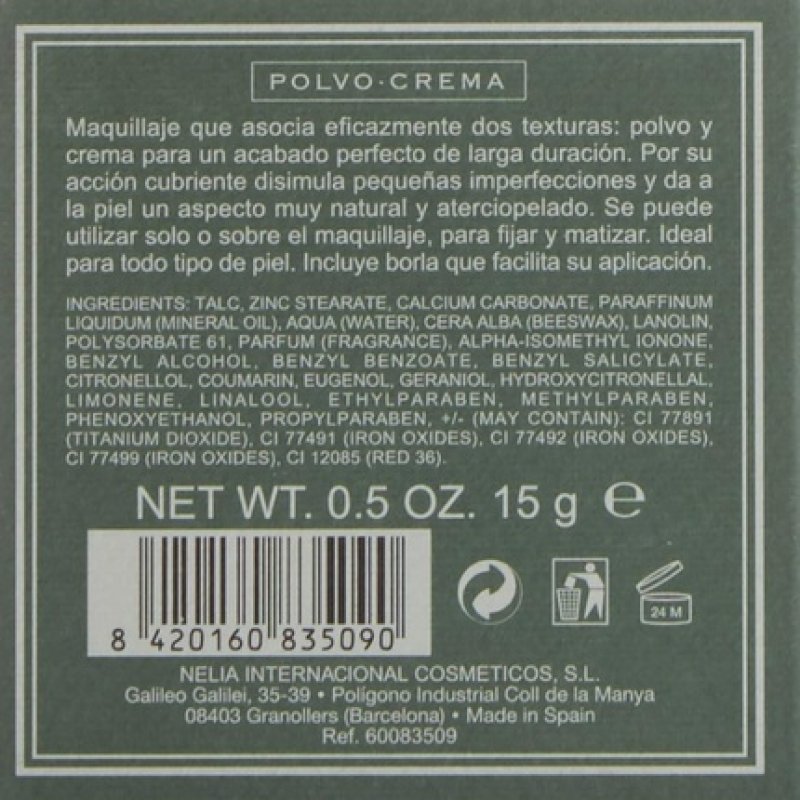 POLVO·CREMA
Maquillaje que asocia eficazmente dos texturas: polvo y
crema para un acabado perfecto de larga duración. Por su
acción cubriente disimula pequeñas imperfecciones y da a
la piel un aspecto muy natural y aterciopelado. Se puede
utilizar solo o sobre el maquillaje, para fijar y matizar. Ideal
para todo tipo de piel. Incluye borla que facilita su aplicación.
INGREDIENTS: TALC, ZINC STEARATE, CALCIUM CARBONATE, PARAFFINUM
LIQUIDUM (MINERAL OIL), AQUA (WATER), CERA ALBA (BEESWAX), LANOLIN,
POLYSORBATE 61, PARFUM (FRAGRANCE), ALPHA-ISOMETHYL IONONE,
BENZYL ALCOHOL, BENZYL BENZOATE, BENZYL SALICYLATE,
CITRONELLOL, COUMARIN, EUGENOL, GERANIOL, HYDROXYCITRONELLAL,
LIMONENE, LINALOOL, ETHYLPARABEN, METHYLPARABEN,
PHENOXYETHANOL, PROPYLPARABEN, +/- (MAY CONTAIN): CI 77891
(TITANIUM DIOXIDE), CI 77491 (IRON OXIDES), CI 77492 (IRON OXIDES),
CI 77499 (IRON OXIDES), CI 12085 (RED 36).
NET WT. 0.5 OZ. 15 g ℮
8 420160 835090
24 M
NELIA INTERNACIONAL COSMETICOS, S.L.
Galileo Galilei, 35-39 • Polígono Industrial Coll de la Manya
08403 Granollers (Barcelona) • Made in Spain
Ref. 60083509